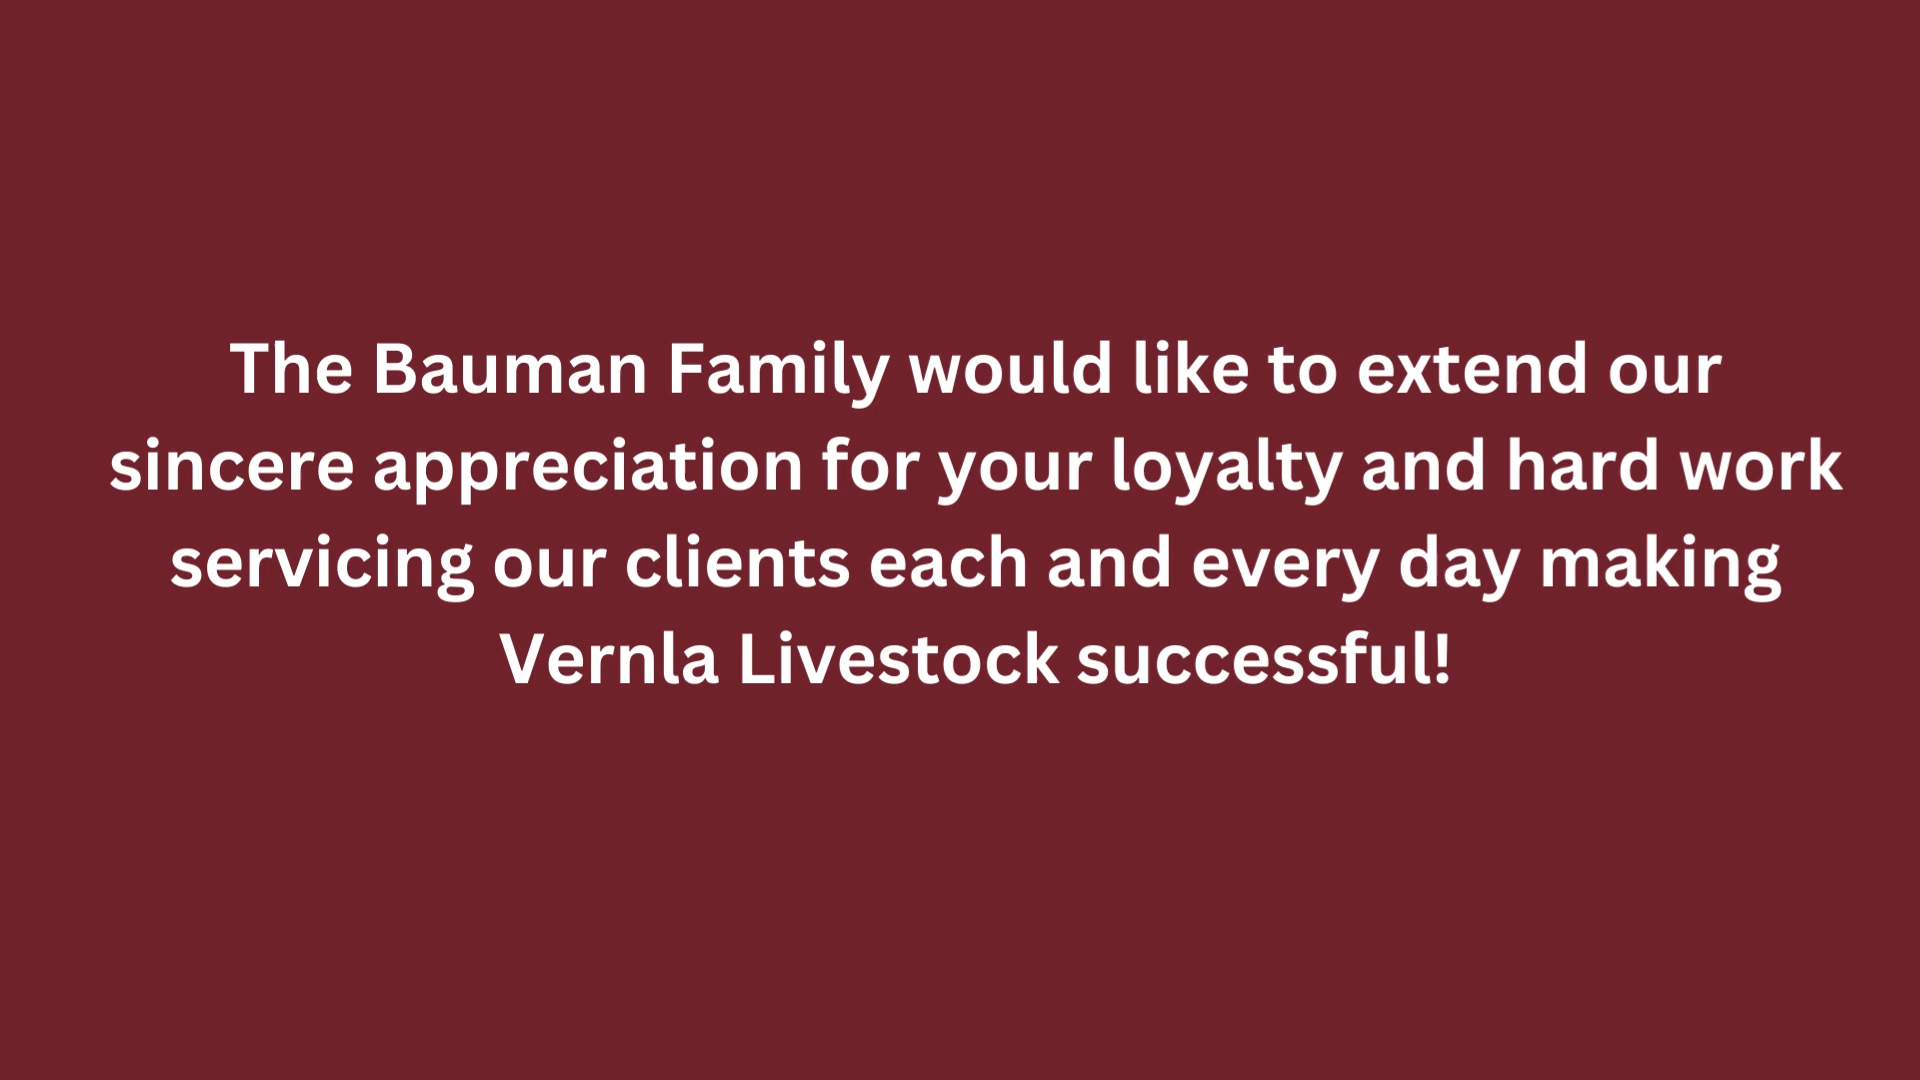 The Bauman Family would like to extend our
sincere appreciation for your loyalty and hard work
servicing our clients each and every day making
Vernla Livestock successful!